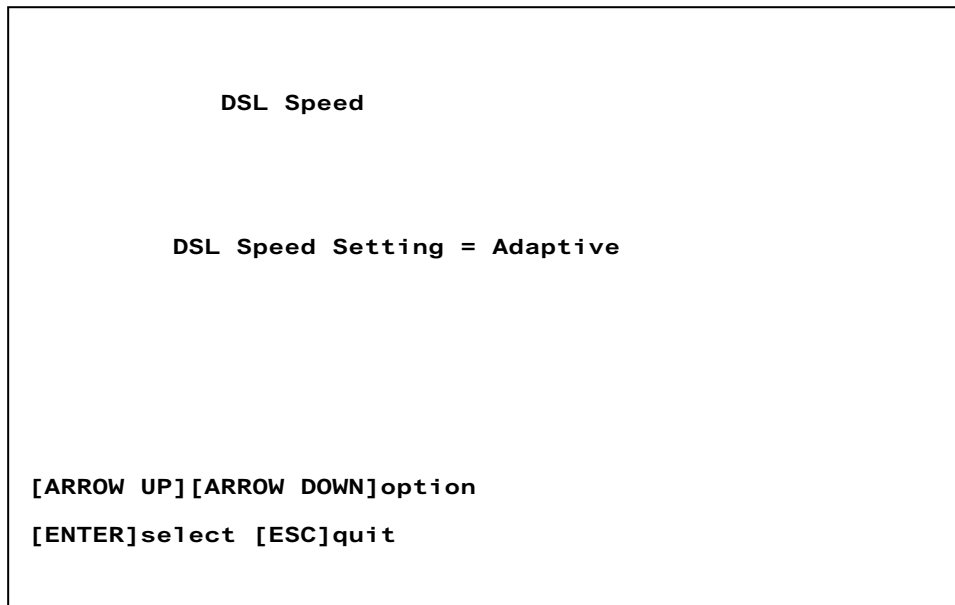 DSL Speed
DSL Speed Setting = Adaptive
[ARROW UP][ARROW DOWN]option
[ENTER]select [ESC]quit